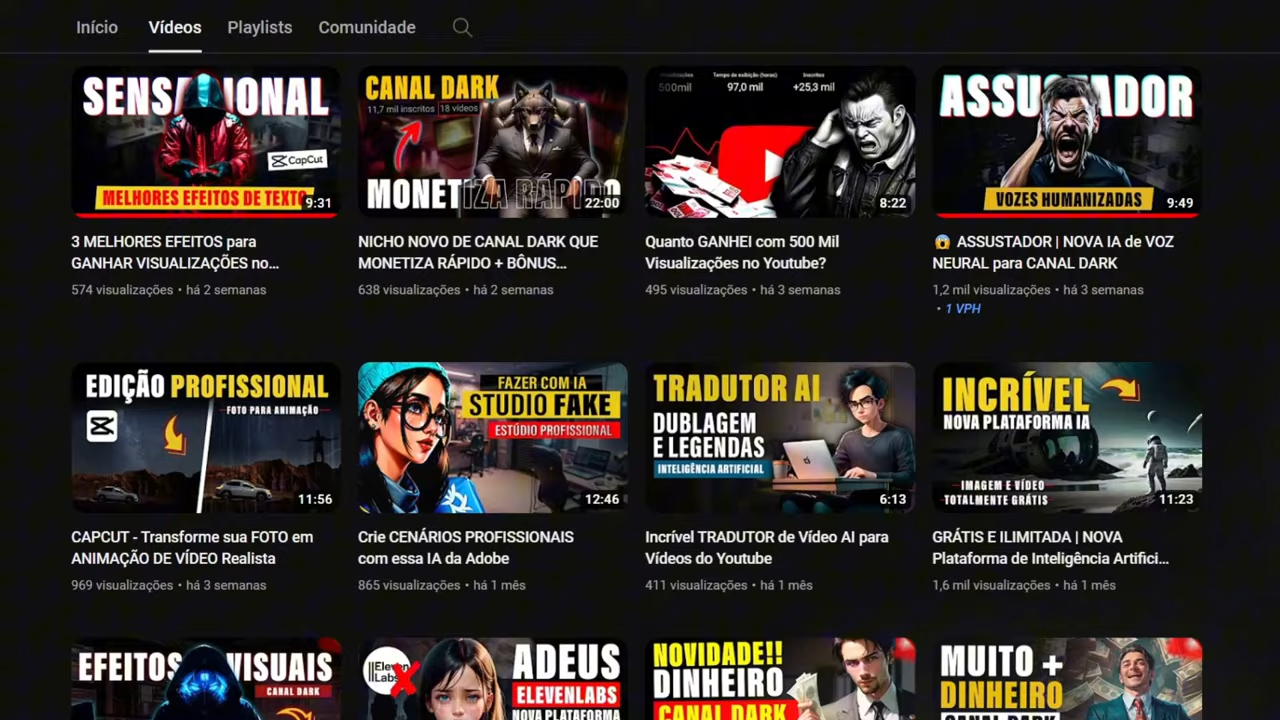 Início Vídeos Playlists Comunidade
SENSACIONAL
CapCut
MELHORES EFEITOS DE TEXTO
9:31
3 MELHORES EFEITOS para
GANHAR VISUALIZAÇÕES no...
574 visualizações • há 2 semanas
CANAL DARK
11,7 mil inscritos 18 vídeos
MONETIZA RÁPIDO
22:00
NICHO NOVO DE CANAL DARK QUE
MONETIZA RÁPIDO + BÔNUS...
638 visualizações • há 2 semanas
Tempo de exibição (horas) Inscritos
500mil 97,0 mil +25,3 mil
8:22
Quanto GANHEI com 500 Mil
Visualizações no Youtube?
495 visualizações • há 3 semanas
ASSUSTADOR
VOZES HUMANIZADAS
9:49
😱 ASSUSTADOR | NOVA IA de VOZ
NEURAL para CANAL DARK
1,2 mil visualizações • há 3 semanas
• 1 VPH
EDIÇÃO PROFISSIONAL
FOTO PARA ANIMAÇÃO
11:56
CAPCUT - Transforme sua FOTO em
ANIMAÇÃO DE VÍDEO Realista
969 visualizações • há 3 semanas
FAZER COM IA
STUDIO FAKE
ESTÚDIO PROFISSIONAL
12:46
Crie CENÁRIOS PROFISSIONAIS
com essa IA da Adobe
865 visualizações • há 1 mês
TRADUTOR AI
DUBLAGEM
E LEGENDAS
INTELIGÊNCIA ARTIFICIAL
6:13
Incrível TRADUTOR de Vídeo AI para
Vídeos do Youtube
411 visualizações • há 1 mês
INCRÍVEL
NOVA PLATAFORMA IA
IMAGEM E VÍDEO
TOTALMENTE GRÁTIS
11:23
GRÁTIS E ILIMITADA | NOVA
Plataforma de Inteligência Artifici...
1,6 mil visualizações • há 1 mês
EFEITOS VISUAIS
CANAL DARK
ElevenLabs
ADEUS
ELEVENLABS
NOVA PLATAFORMA
NOVIDADE!!
DINHEIRO
CANAL DARK
MUITO +
DINHEIRO
CANAL DARK